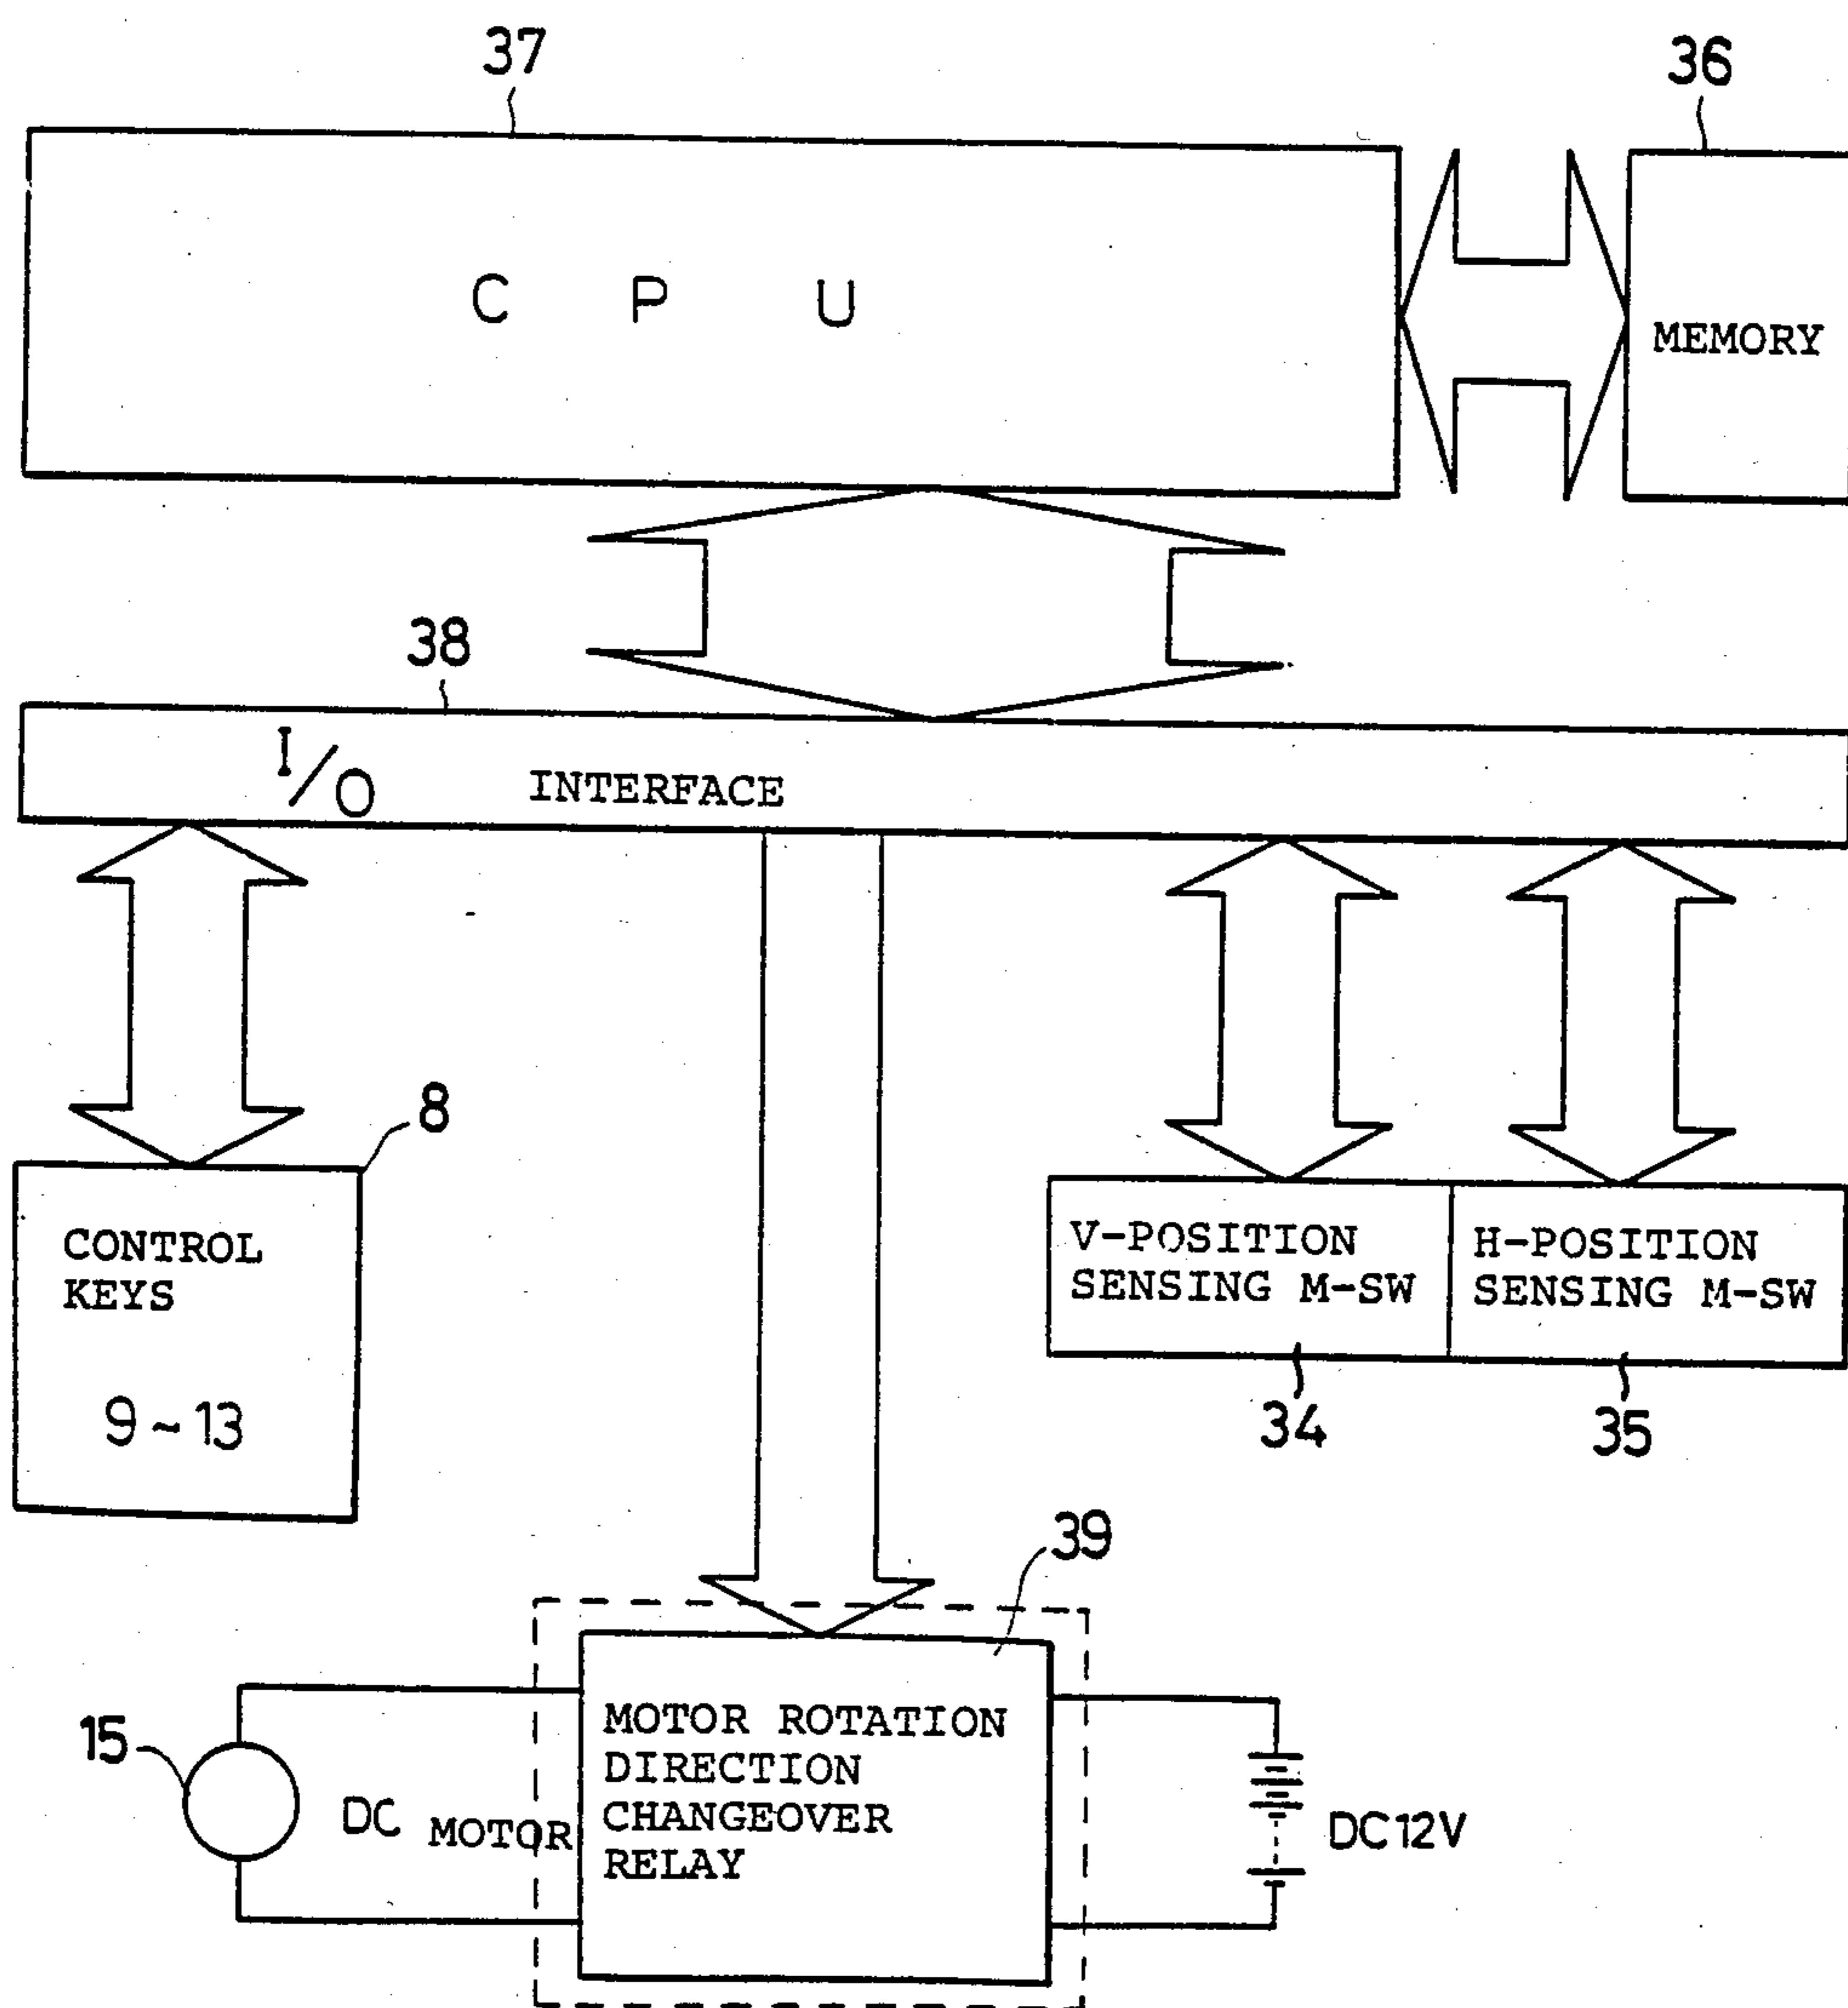 37
36
C P U
MEMORY
38
I/O INTERFACE
8
CONTROL
KEYS
9~13
V-POSITION
SENSING M-SW
H-POSITION
SENSING M-SW
34
35
39
15
DC MOTOR
MOTOR ROTATION
DIRECTION
CHANGEOVER
RELAY
DC12V